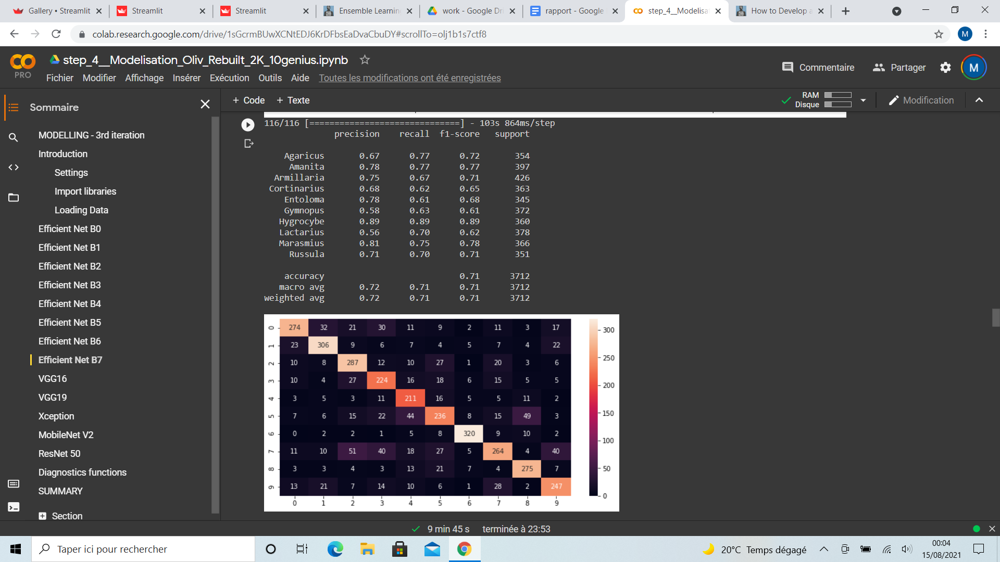 Gallery • Streamlit
Streamlit
Streamlit
Ensemble Learnin
work - Google Dri
rapport - Google
step_4__Modelisa
How to Develop a
colab.research.google.com/drive/1sGcrmBUwXCNtEDJ6KrDFbsEaDvaCbuDY#scrollTo=olj1b1s7ctf8
M
CO
PRO
step_4__Modelisation_Oliv_Rebuilt_2K_10genius.ipynb
Fichier Modifier Affichage Insérer Exécution Outils Aide Toutes les modifications ont été enregistrées
Commentaire
Partager
M
Sommaire
MODELLING - 3rd iteration
Introduction
Settings
Import libraries
Loading Data
Efficient Net B0
Efficient Net B1
Efficient Net B2
Efficient Net B3
Efficient Net B4
Efficient Net B5
Efficient Net B6
Efficient Net B7
VGG16
VGG19
Xception
MobileNet V2
ResNet 50
Diagnostics functions
SUMMARY
Section
+ Code + Texte
RAM
Disque
Modification
116/116 [==============================] - 103s 864ms/step
precision recall f1-score support
Agaricus 0.67 0.77 0.72 354
Amanita 0.78 0.77 0.77 397
Armillaria 0.75 0.67 0.71 426
Cortinarius 0.68 0.62 0.65 363
Entoloma 0.78 0.61 0.68 345
Gymnopus 0.58 0.63 0.61 372
Hygrocybe 0.89 0.89 0.89 360
Lactarius 0.56 0.70 0.62 378
Marasmius 0.81 0.75 0.78 366
Russula 0.71 0.70 0.71 351
accuracy 0.71 3712
macro avg 0.72 0.71 0.71 3712
weighted avg 0.72 0.71 0.71 3712
0 274 32 21 30 11 9 2 11 3 17
1 23 306 9 6 7 4 5 7 4 22
2 10 8 287 12 10 27 1 20 3 6
3 10 4 27 224 16 18 6 15 5 5
4 3 5 3 11 211 16 5 5 11 2
5 7 6 15 22 44 236 8 15 49 3
6 0 2 2 1 5 8 320 9 10 2
7 11 10 51 40 18 27 5 264 4 40
8 3 3 4 3 13 21 7 4 275 7
9 13 21 7 14 10 6 1 28 2 247
0 1 2 3 4 5 6 7 8 9
300
250
200
150
100
50
0
9 min 45 s terminée à 23:53
Taper ici pour rechercher
20°C Temps dégagé
00:04
15/08/2021